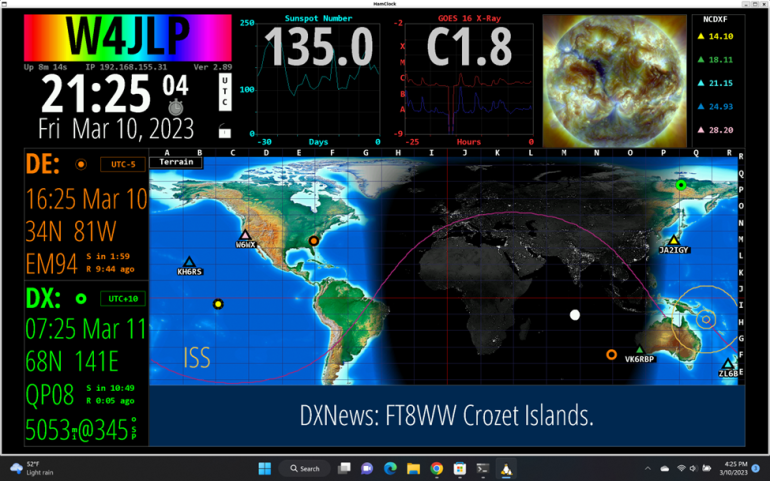 HamClock
W4JLP
Up 8m 14s IP 192.168.155.31 Ver 2.89
21:25 04
UTC
Fri Mar 10, 2023
Sunspot Number
135.0
250
100
0
-30 Days 0
GOES 16 X-Ray
C1.8
-2
X
M
C
B
A
-9
-25 Hours 0
NCDXF
14.10
18.11
21.15
24.93
28.20
DE: UTC-5
16:25 Mar 10
34N 81W
EM94 S in 1:59
R 9:44 ago
DX: UTC+10
07:25 Mar 11
68N 141E
QP08 S in 10:49
R 0:05 ago
5053mi@345° S P
A B C D E F G H I J K L M N O P Q R
Terrain
R
Q
P
O
N
M
L
K
J
I
H
G
F
E
W6WX
KH6RS
JA2IGY
VK6RBP
ZL6B
ISS
DXNews: FT8WW Crozet Islands.
52°F
Light rain
Search
4:25 PM
3/10/2023